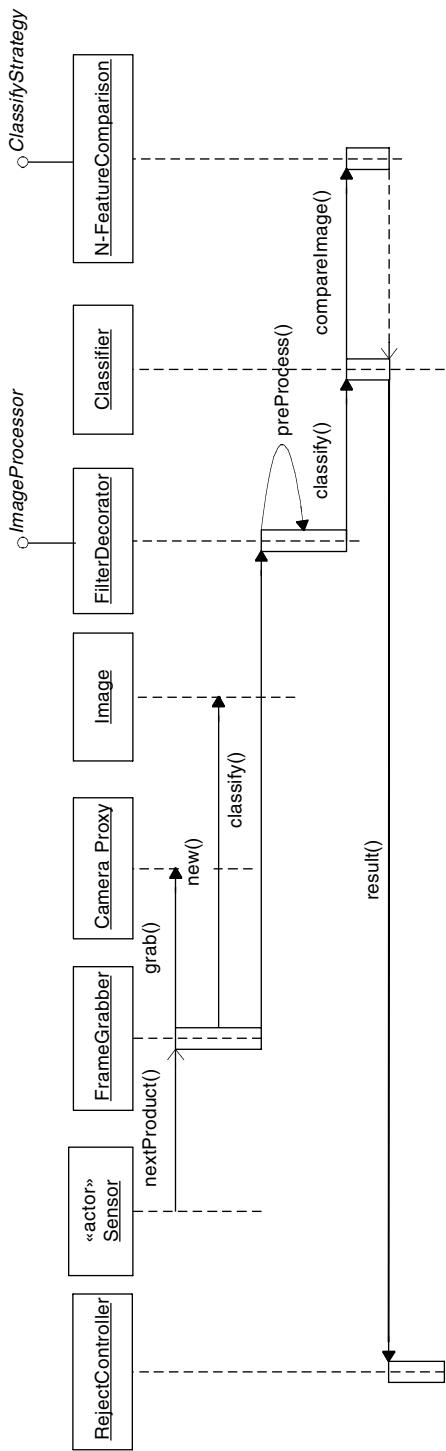 ImageProcessor
ClassifyStrategy
RejectController
«actor»
Sensor
FrameGrabber
Camera Proxy
Image
FilterDecorator
Classifier
N-FeatureComparison
nextProduct()
grab()
new()
classify()
preProcess()
classify()
compareImage()
result()